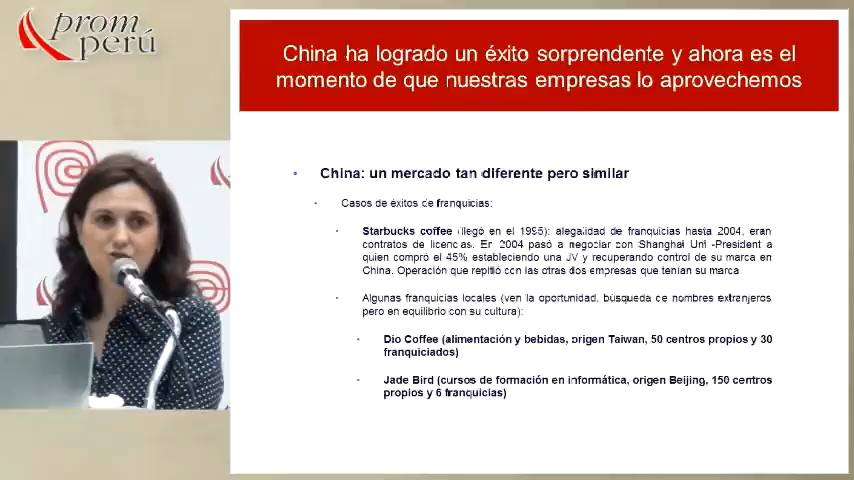 prom
perú
China ha logrado un éxito sorprendente y ahora es el
momento de que nuestras empresas lo aprovechemos
China: un mercado tan diferente pero similar
Casos de éxitos de franquicias:
Starbucks coffee (llegó en el 1995): alegalidad de franquicias hasta 2004, eran
contratos de licencias. En 2004 pasó a negociar con Shanghai Uni -President a
quien compró el 45% estableciendo una JV y recuperando control de su marca en
China. Operación que repitió con las otras dos empresas que tenían su marca
Algunas franquicias locales (ven la oportunidad, búsqueda de nombres extranjeros
pero en equilibrio con su cultura):
Dio Coffee (alimentación y bebidas, origen Taiwan, 50 centros propios y 30
franquiciados)
Jade Bird (cursos de formación en informática, origen Beijing, 150 centros
propios y 6 franquicias)